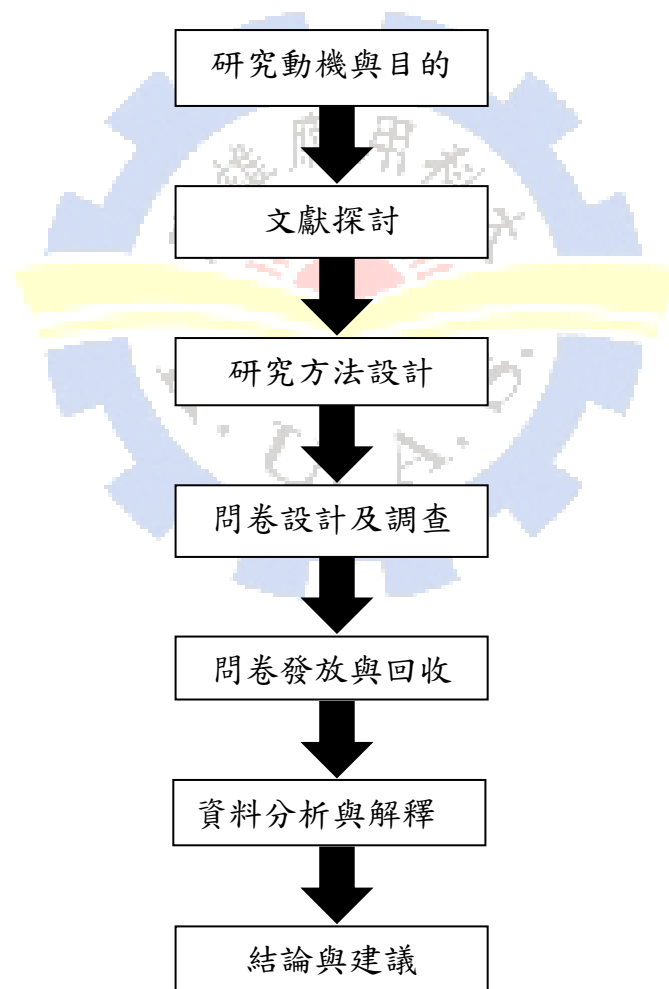 研究動機與目的
文獻探討
研究方法設計
問卷設計及調查
問卷發放與回收
資料分析與解釋
結論與建議